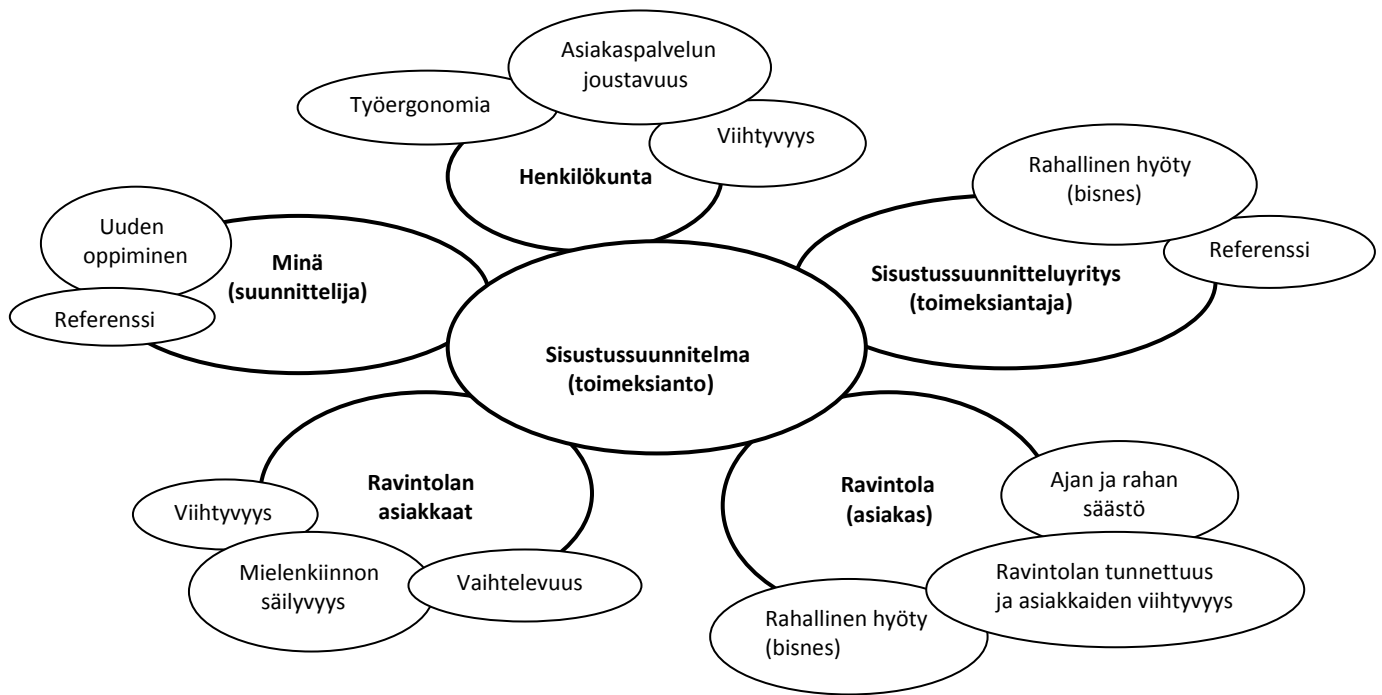 Asiakaspalvelun
joustavuus
Työergonomia
Viihtyvyys
Henkilökunta
Rahallinen hyöty
(bisnes)
Referenssi
Sisustussuunnitteluyritys
(toimeksiantaja)
Uuden
oppiminen
Referenssi
Minä
(suunnittelija)
Sisustussuunnitelma
(toimeksianto)
Ravintolan
asiakkaat
Viihtyvyys
Mielenkiinnon
säilyvyys
Vaihtelevuus
Ravintola
(asiakas)
Ajan ja rahan
säästö
Ravintolan tunnettuus
ja asiakkaiden viihtyvyys
Rahallinen hyöty
(bisnes)